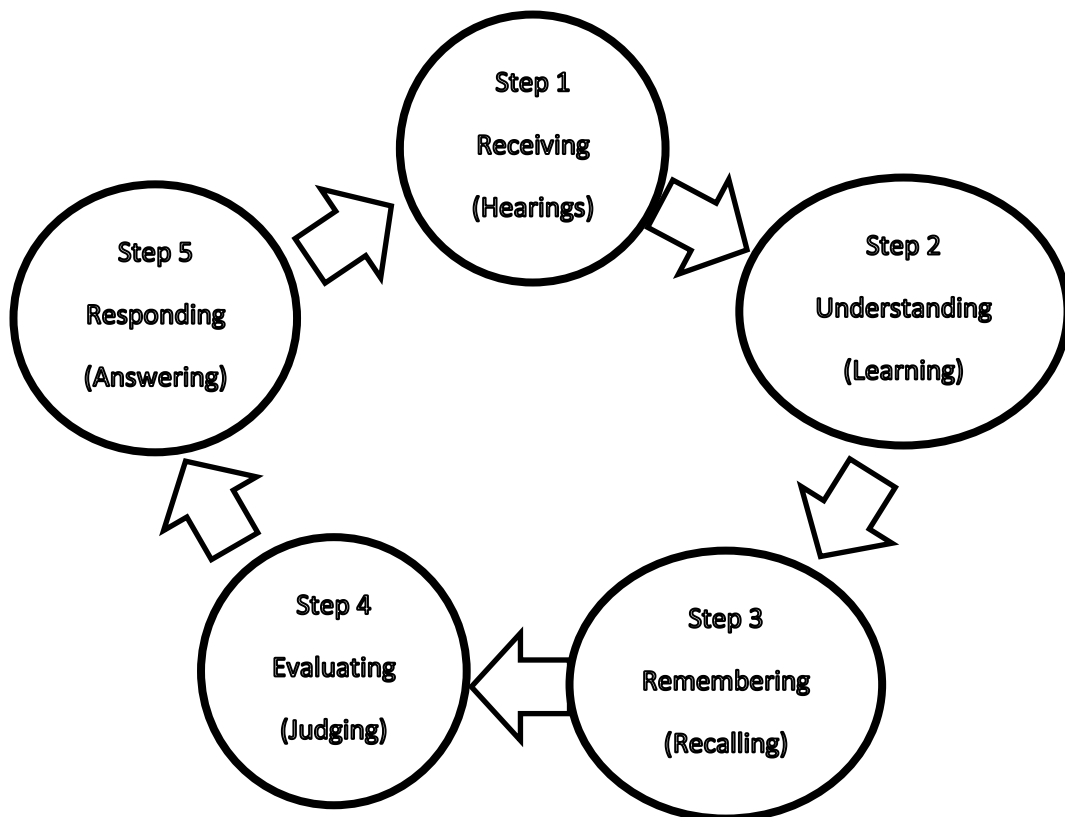 Step 1
Receiving
(Hearings)
Step 2
Understanding
(Learning)
Step 3
Remembering
(Recalling)
Step 4
Evaluating
(Judging)
Step 5
Responding
(Answering)